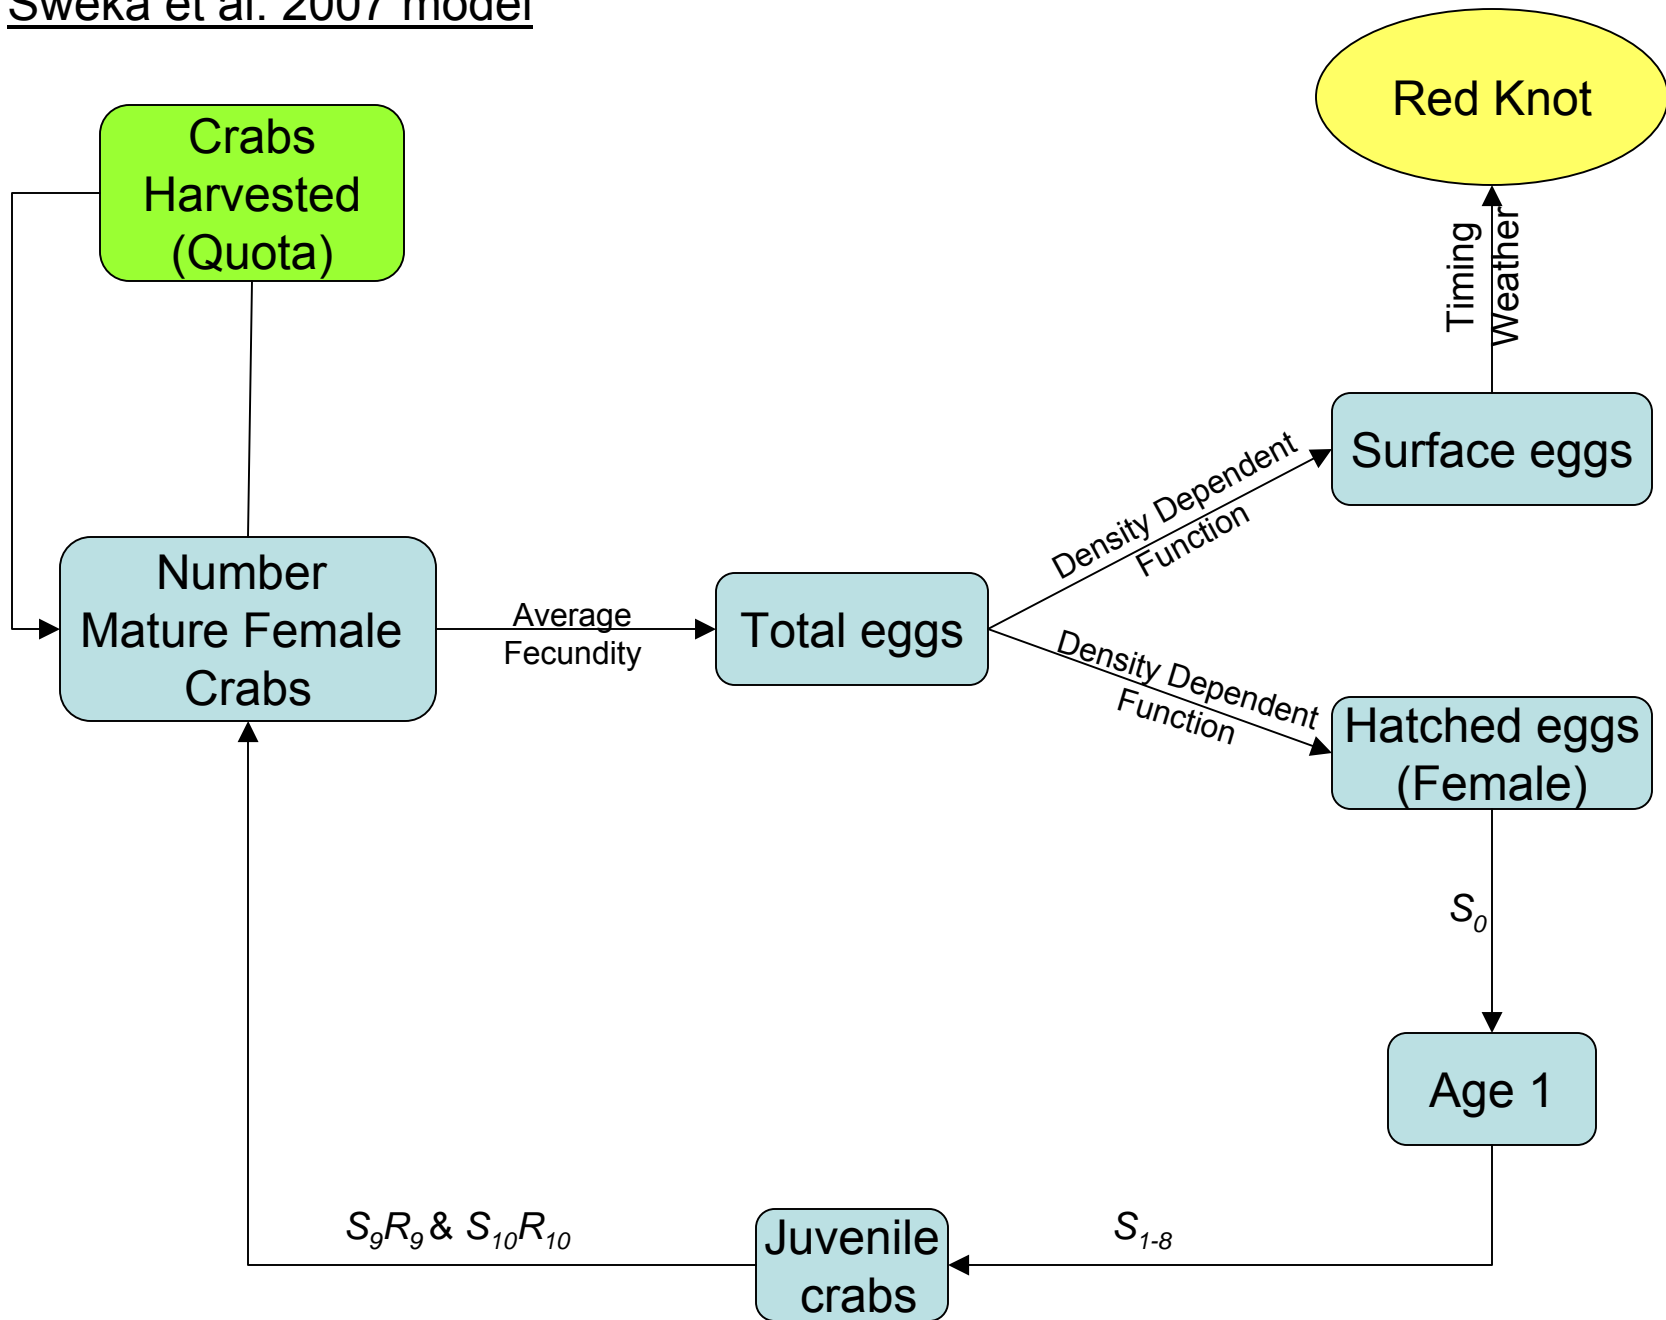 Sweka et al. 2007 model
Red Knot
Crabs
Harvested
(Quota)
Timing
Weather
Surface eggs
Density Dependent
Function
Number
Mature Female
Crabs
Average
Fecundity
Total eggs
Density Dependent
Function
Hatched eggs
(Female)
S0
Age 1
S9R9 & S10R10
Juvenile
crabs
S1-8